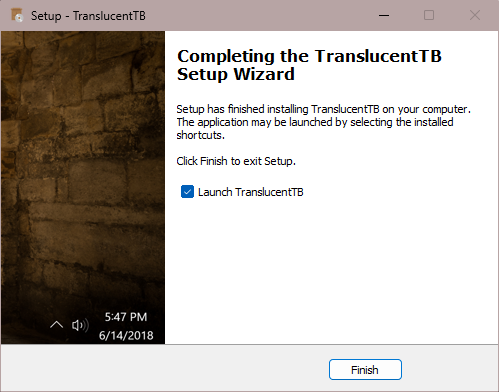 Setup - TranslucentTB
Completing the TranslucentTB
Setup Wizard
Setup has finished installing TranslucentTB on your computer.
The application may be launched by selecting the installed
shortcuts.
Click Finish to exit Setup.
Launch TranslucentTB
5:47 PM
6/14/2018
Finish